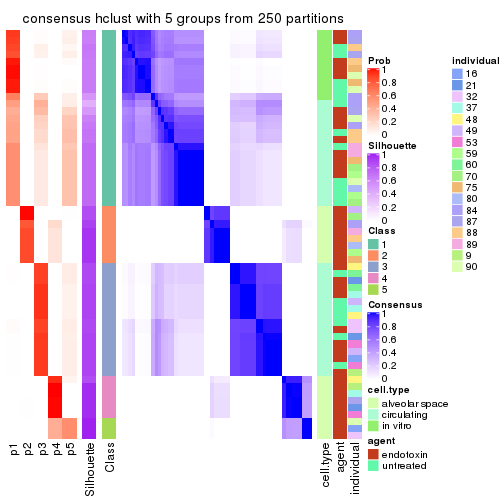 consensus hclust with 5 groups from 250 partitions
Prob
1
0.8
0.6
0.4
0.2
0
Silhouette
1
0.8
0.6
0.4
0.2
0
Class
1
2
3
4
5
Consensus
1
0.8
0.6
0.4
0.2
0
cell.type
alveolar space
circulating
in vitro
agent
endotoxin
untreated
individual
16
21
32
37
48
49
53
59
60
70
75
80
84
87
88
89
9
90
p1
p2
p3
p4
p5
Silhouette
Class
cell.type
agent
individual